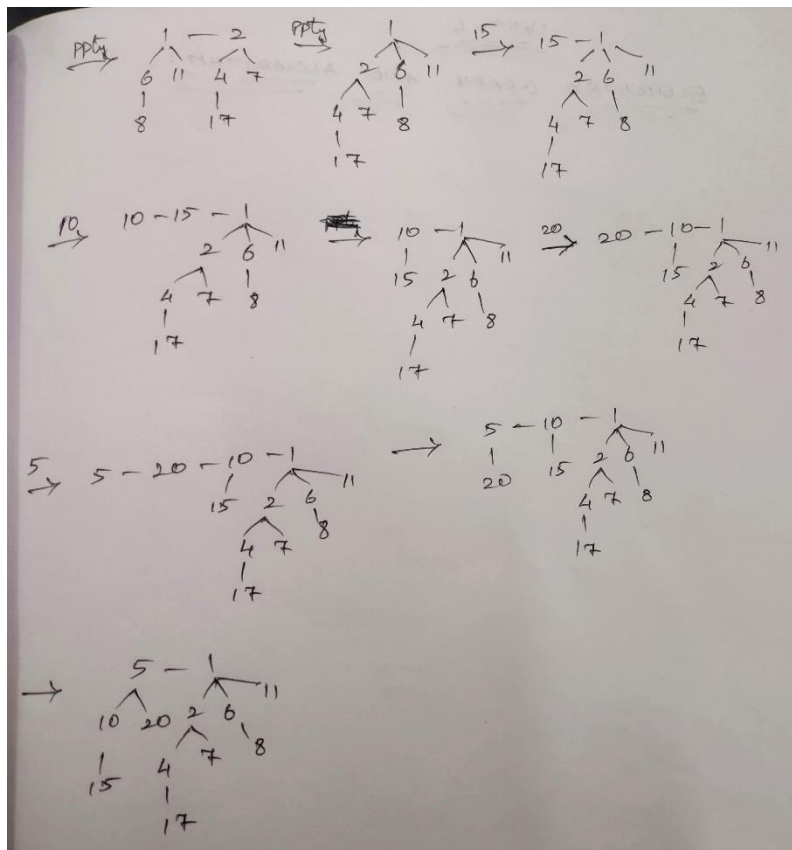 ppty 1 — 2 ppty 1 15 15 — 1
6 11 4 7 2 6 11 2 6 11
8 17 4 7 8 4 7 8
17 17
10 10 — 15 — 1 10 — 1 20 20 — 10 — 1
2 6 11 15 2 6 11 15 2 6 11
4 7 8 4 7 8 4 7 8
17 17 17
5 5 — 20 — 10 — 1 5 — 10 — 1
15 2 6 11 20 15 2 6 11
4 7 8 4 7 8
17 17
5 — 1
10 20 2 6 11
15 4 7 8
17